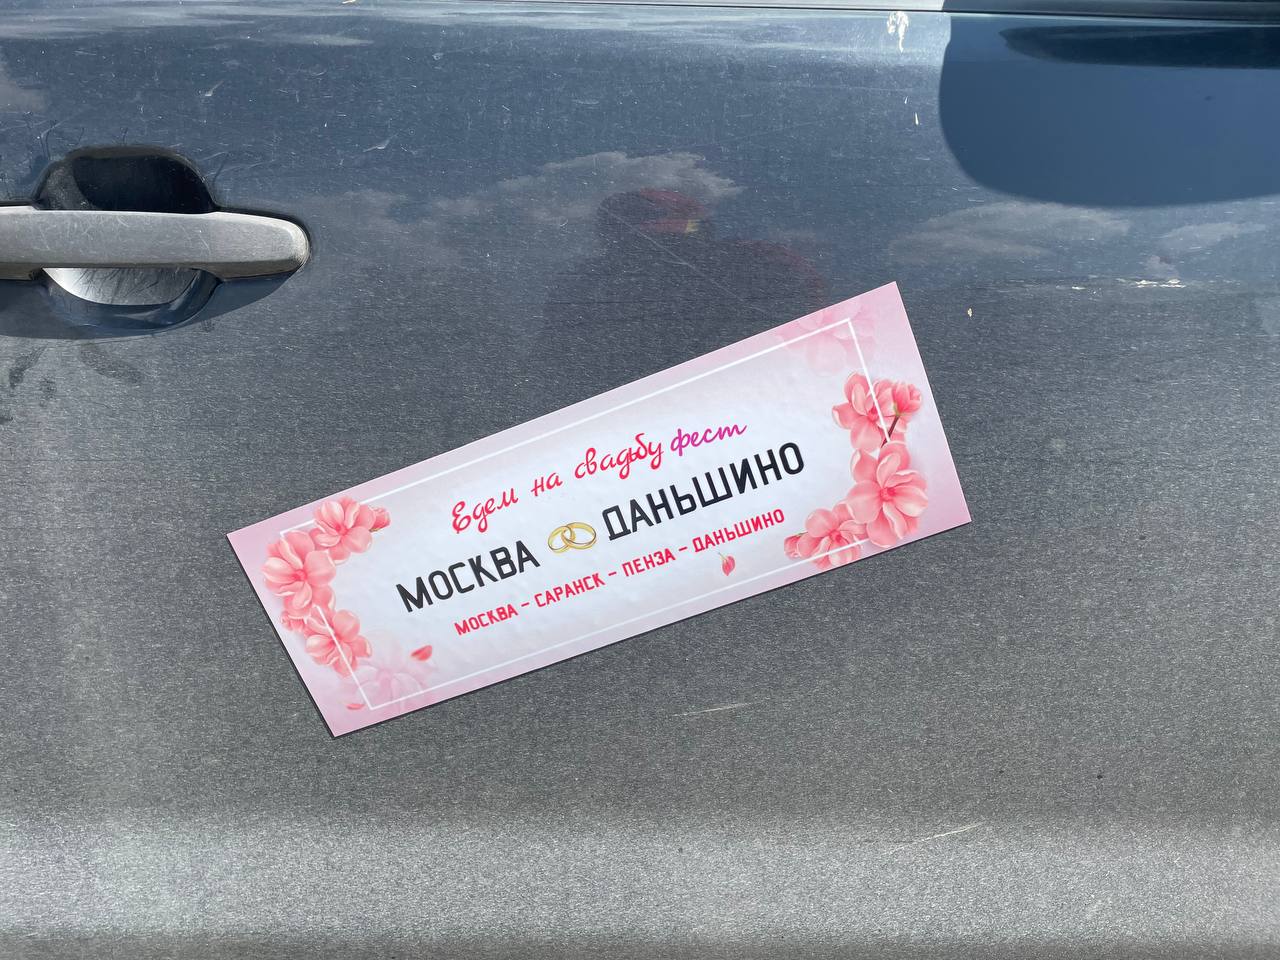 Едем на свадьбу фест
МОСКВА ДАНЬШИНО
МОСКВА – САРАНСК – ПЕНЗА – ДАНЬШИНО